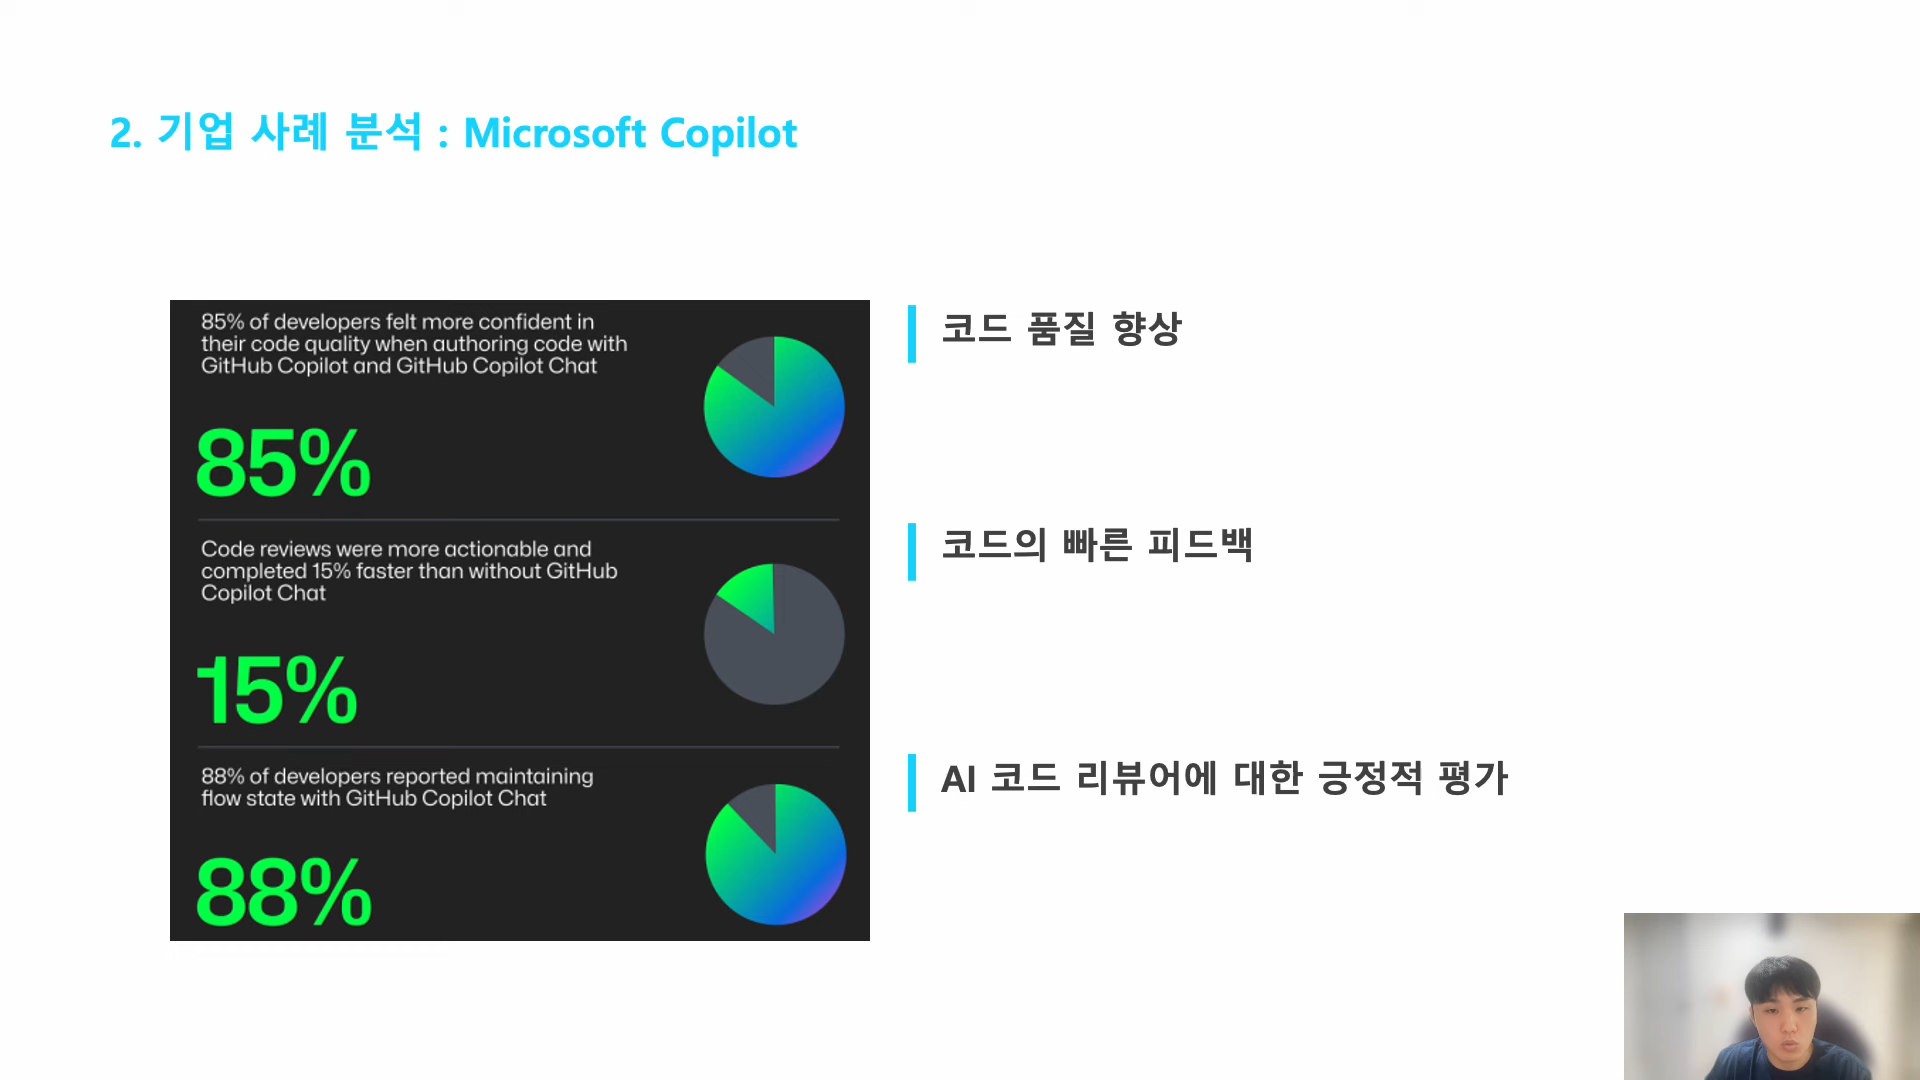 2. 기업 사례 분석 : Microsoft Copilot
85% of developers felt more confident in
their code quality when authoring code with
GitHub Copilot and GitHub Copilot Chat
85%
Code reviews were more actionable and
completed 15% faster than without GitHub
Copilot Chat
15%
88% of developers reported maintaining
flow state with GitHub Copilot Chat
88%
코드 품질 향상
코드의 빠른 피드백
AI 코드 리뷰어에 대한 긍정적 평가